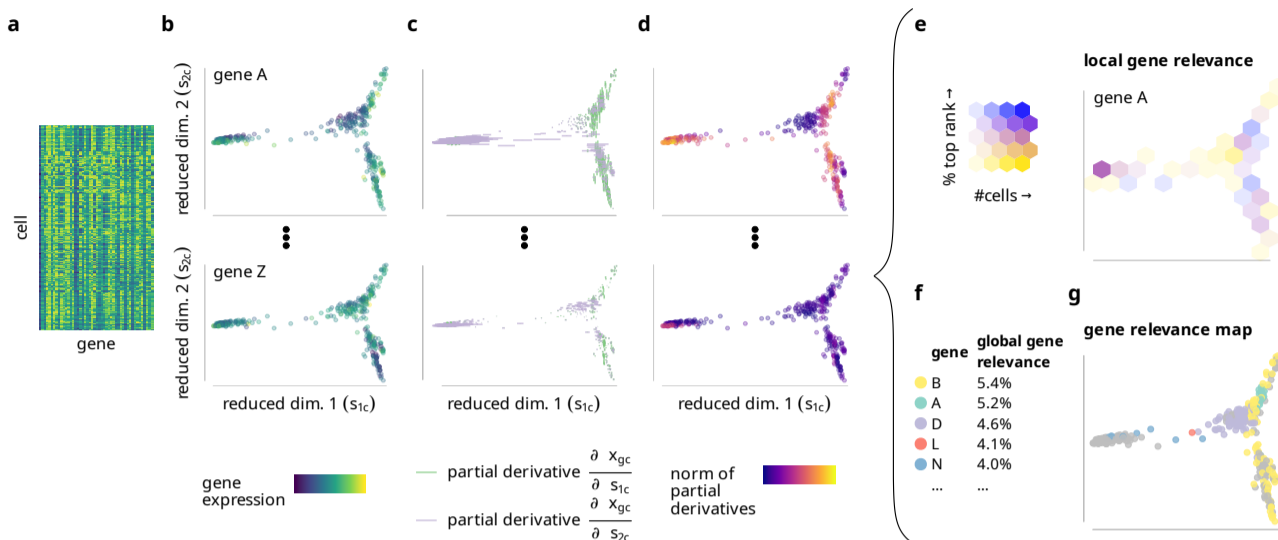 a
b
c
d
e
cell
gene
reduced dim. 2 (s2c)
gene A
reduced dim. 2 (s2c)
gene Z
reduced dim. 1 (s1c)
reduced dim. 1 (s1c)
reduced dim. 1 (s1c)
gene
expression
partial derivative ∂ xgc
∂ s1c
partial derivative ∂ xgc
∂ s2c
norm of
partial
derivatives
% top rank →
#cells →
local gene relevance
gene A
f
gene
global gene
relevance
B 5.4%
A 5.2%
D 4.6%
L 4.1%
N 4.0%
... ...
g
gene relevance map